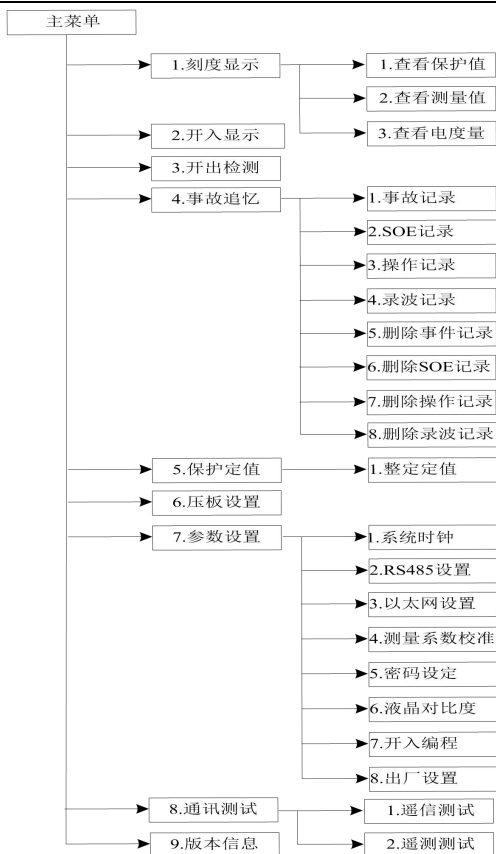 主菜单
1.刻度显示
1.查看保护值
2.查看测量值
3.查看电度量
2.开入显示
3.开出检测
4.事故追忆
1.事故记录
2.SOE记录
3.操作记录
4.录波记录
5.删除事件记录
6.删除SOE记录
7.删除操作记录
8.删除录波记录
5.保护定值
1.整定定值
6.压板设置
7.参数设置
1.系统时钟
2.RS485设置
3.以太网设置
4.测量系数校准
5.密码设定
6.液晶对比度
7.开入编程
8.出厂设置
8.通讯测试
1.遥信测试
2.遥测测试
9.版本信息